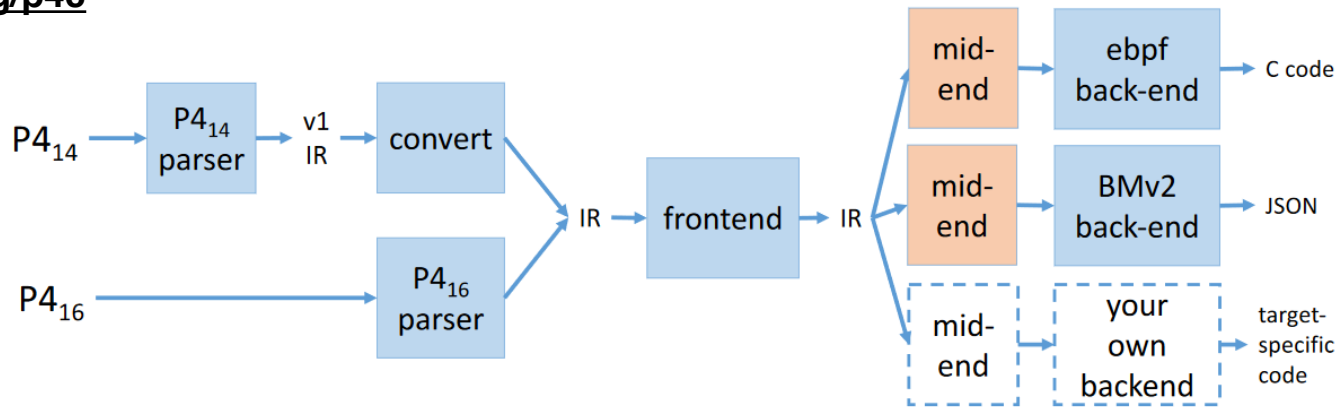 g/p4c
P4₁₄
P4₁₄
parser
v1
IR
convert
P4₁₆
P4₁₆
parser
IR
frontend
IR
mid-
end
ebpf
back-end
C code
mid-
end
BMv2
back-end
JSON
mid-
end
your
own
backend
target-
specific
code